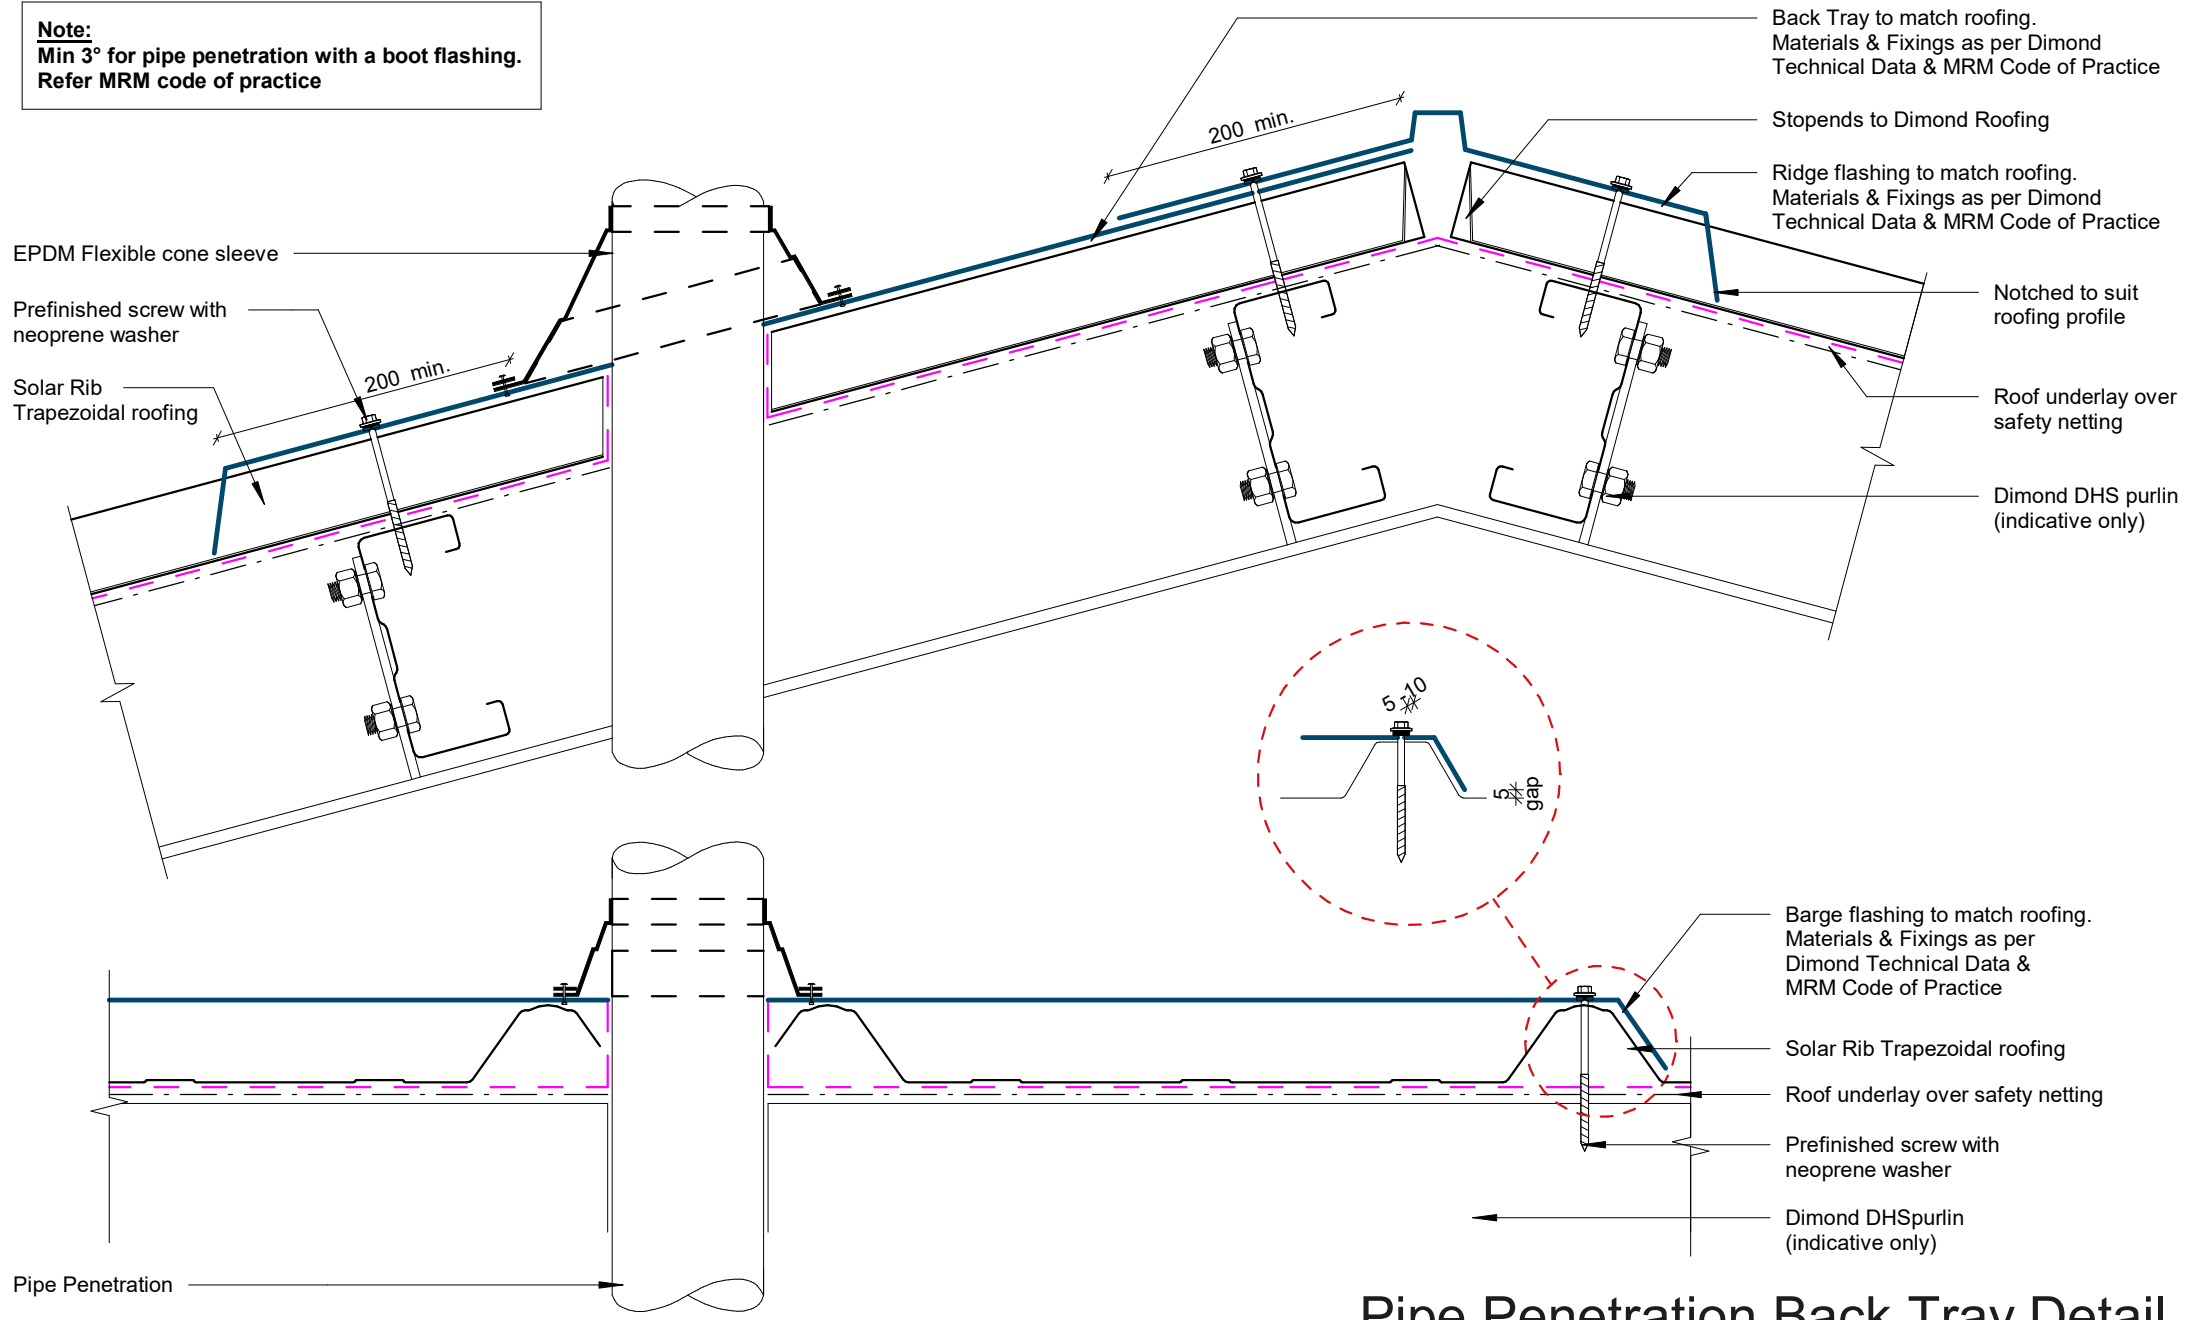 Note:
Min 3° for pipe penetration with a boot flashing.
Refer MRM code of practice
Back Tray to match roofing.
Materials & Fixings as per Dimond
Technical Data & MRM Code of Practice
200 min.
Stopends to Dimond Roofing
Ridge flashing to match roofing.
Materials & Fixings as per Dimond
Technical Data & MRM Code of Practice
EPDM Flexible cone sleeve
Prefinished screw with
neoprene washer
Notched to suit
roofing profile
200 min.
Solar Rib
Trapezoidal roofing
Roof underlay over
safety netting
Dimond DHS purlin
(indicative only)
5-10
5
gap
Barge flashing to match roofing.
Materials & Fixings as per
Dimond Technical Data &
MRM Code of Practice
Solar Rib Trapezoidal roofing
Roof underlay over safety netting
Prefinished screw with
neoprene washer
Dimond DHSpurlin
(indicative only)
Pipe Penetration
Pipe Penetration Back Tray Detail